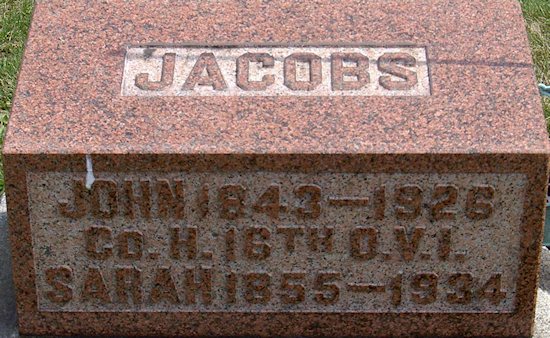 JACOBS
JOHN 1843–1926
CO. H. 16TH O.V.I.
SARAH 1855–1934